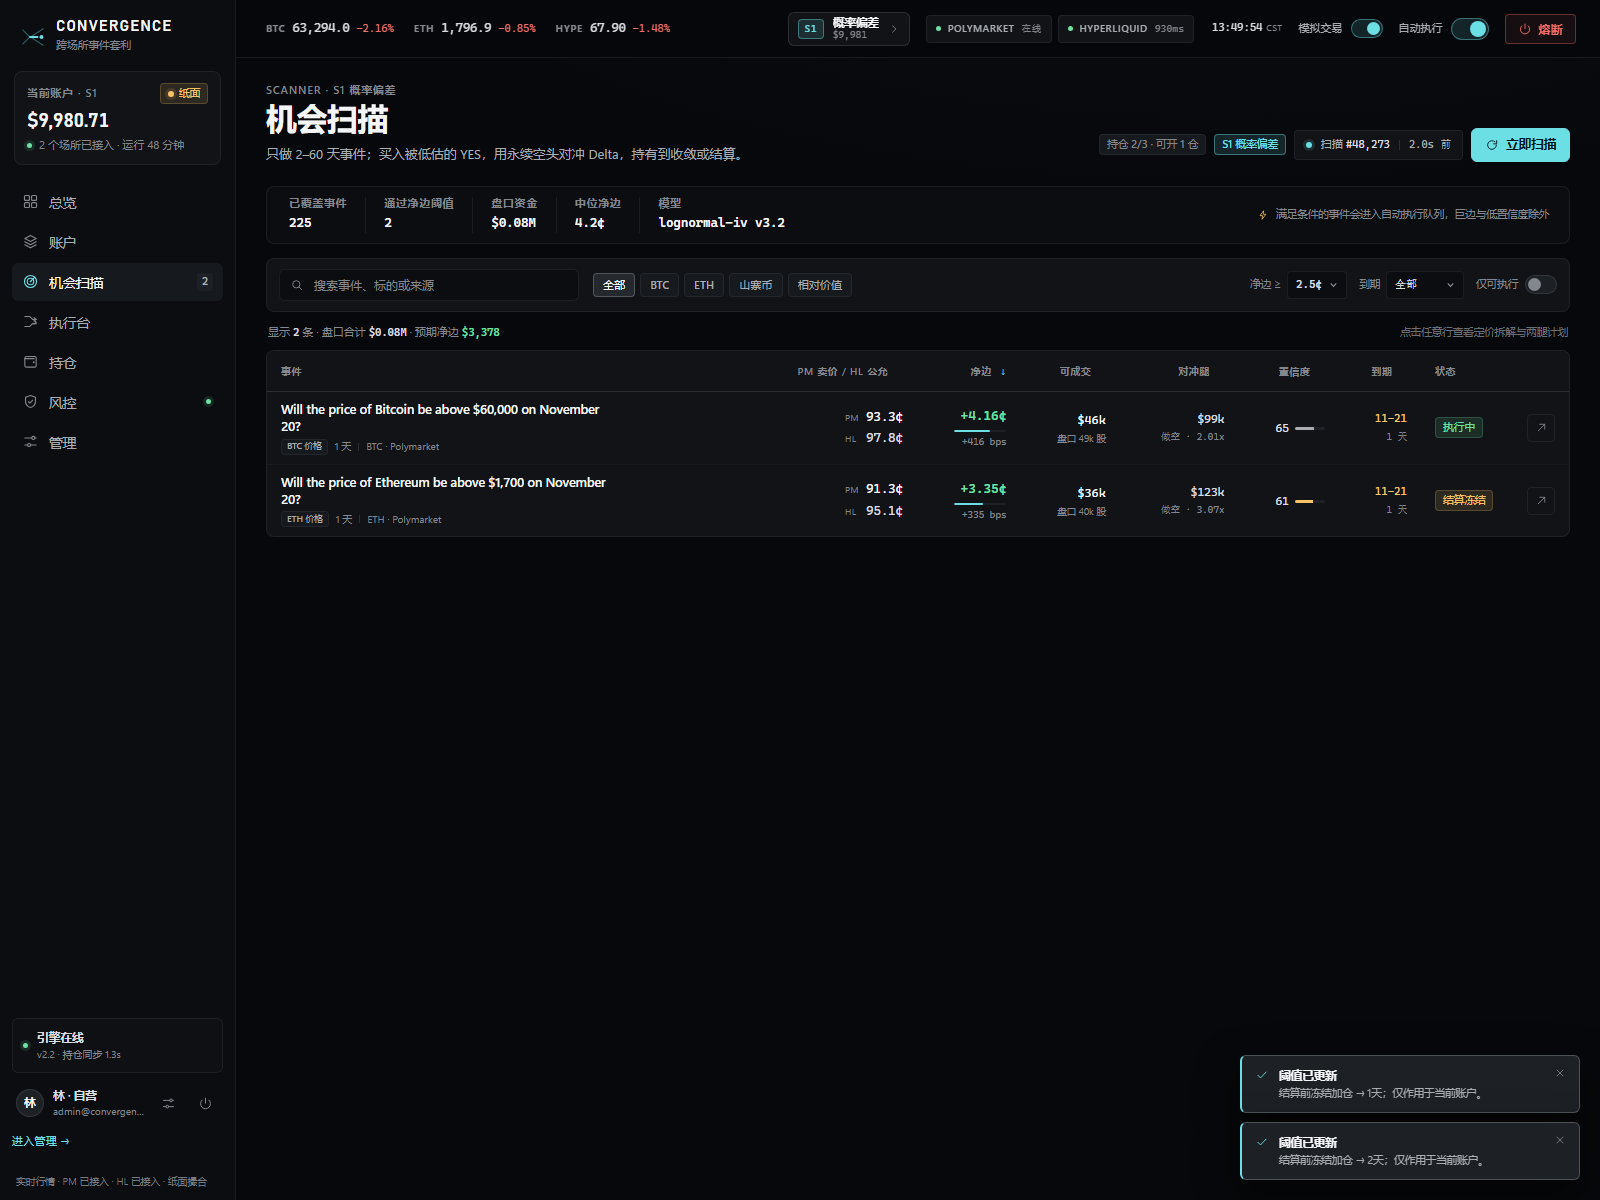 CONVERGENCE
跨场所事件套利
BTC 63,294.0 −2.16% ETH 1,796.9 −0.85% HYPE 67.90 −1.48%
S1 概率偏差 $9,981
POLYMARKET 在线
HYPERLIQUID 930ms
13:49:54 CST
模拟交易
自动执行
熔断
当前账户 · S1
纸面
$9,980.71
2 个场所已接入 · 运行 48 分钟
总览
账户
机会扫描 2
执行台
持仓
风控
管理
SCANNER · S1 概率偏差
机会扫描
只做 2–60 天事件；买入被低估的 YES，用永续空头对冲 Delta，持有到收敛或结算。
持仓 2/3 · 可开 1 仓
S1 概率偏差
扫描 #48,273 2.0s 前
立即扫描
已覆盖事件 225
通过净边阈值 2
盘口资金 $0.08M
中位净边 4.2¢
模型 lognormal-iv v3.2
满足条件的事件会进入自动执行队列，巨边与低置信度除外
搜索事件、标的或来源
全部 BTC ETH 山寨币 相对价值
净边 ≥ 2.5¢
到期 全部
仅可执行
显示 2 条 · 盘口合计 $0.08M · 预期净边 $3,378
点击任意行查看定价拆解与两腿计划
事件 PM 卖价 / HL 公允 净边 ↓ 可成交 对冲腿 置信度 到期 状态
Will the price of Bitcoin be above $60,000 on November 20?
BTC 价格 1 天 BTC · Polymarket
PM 93.3¢
HL 97.8¢
+4.16¢
+416 bps
$46k
盘口 49k 股
$99k
做空 · 2.01x
65
11-21
1 天
执行中
Will the price of Ethereum be above $1,700 on November 20?
ETH 价格 1 天 ETH · Polymarket
PM 91.3¢
HL 95.1¢
+3.35¢
+335 bps
$36k
盘口 40k 股
$123k
做空 · 3.07x
61
11-21
1 天
结算冻结
引擎在线
v2.2 · 持仓同步 1.3s
林 林 · 自营
admin@convergen...
进入管理 →
实时行情 · PM 已接入 · HL 已接入 · 纸面撮合
阈值已更新
结算前冻结加仓 → 1天；仅作用于当前账户。
阈值已更新
结算前冻结加仓 → 2天；仅作用于当前账户。